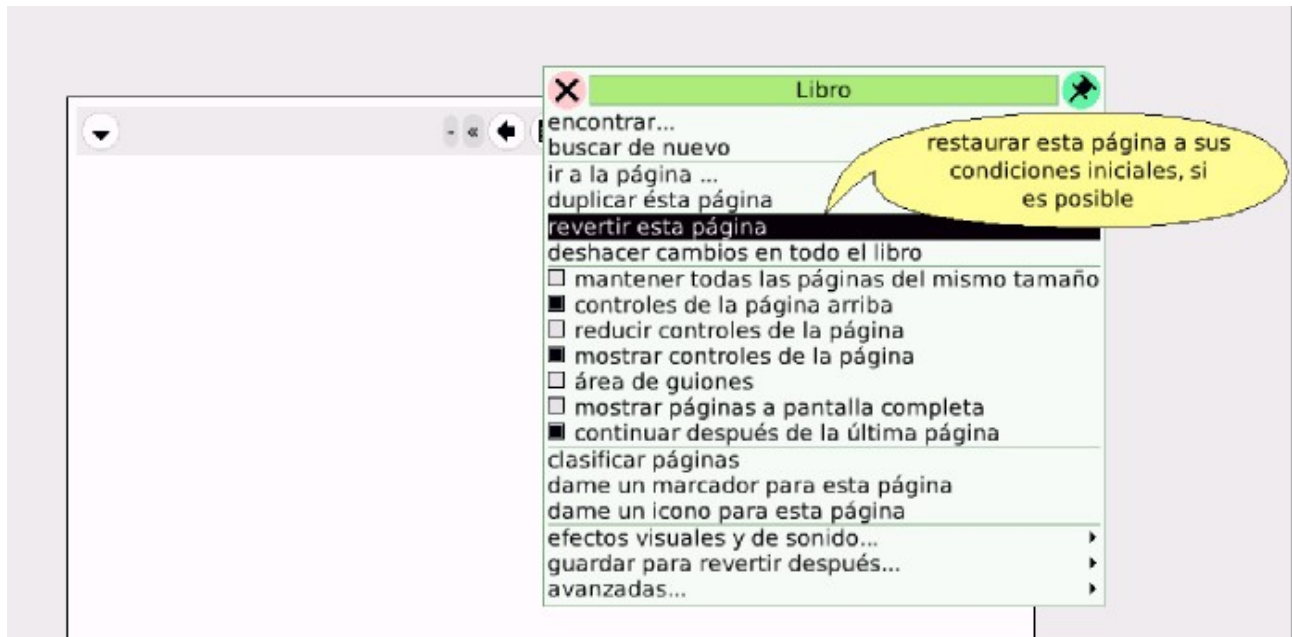 Libro
encontrar...
buscar de nuevo
ir a la página ...
duplicar ésta página
revertir esta página
deshacer cambios en todo el libro
mantener todas las páginas del mismo tamaño
controles de la página arriba
reducir controles de la página
mostrar controles de la página
área de guiones
mostrar páginas a pantalla completa
continuar después de la última página
clasificar páginas
dame un marcador para esta página
dame un icono para esta página
efectos visuales y de sonido...
guardar para revertir después...
avanzadas...
restaurar esta página a sus
condiciones iniciales, si
es posible
- «